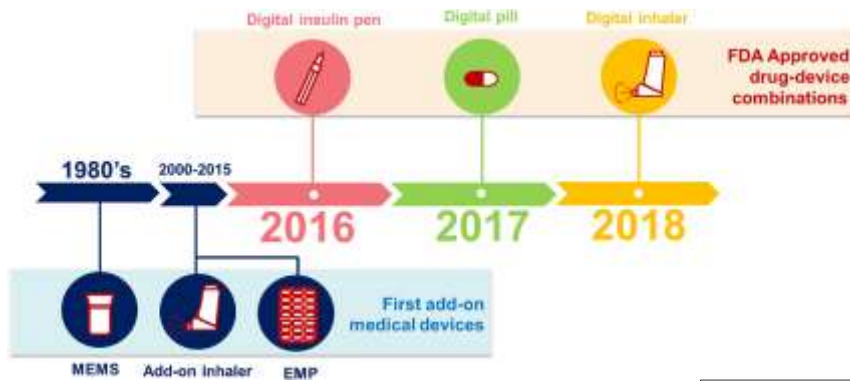 Digital insulin pen
Digital pill
Digital inhaler
FDA Approved
drug-device
combinations
1980's
2000-2015
2016
2017
2018
First add-on
medical devices
MEMS
Add-on inhaler
EMP